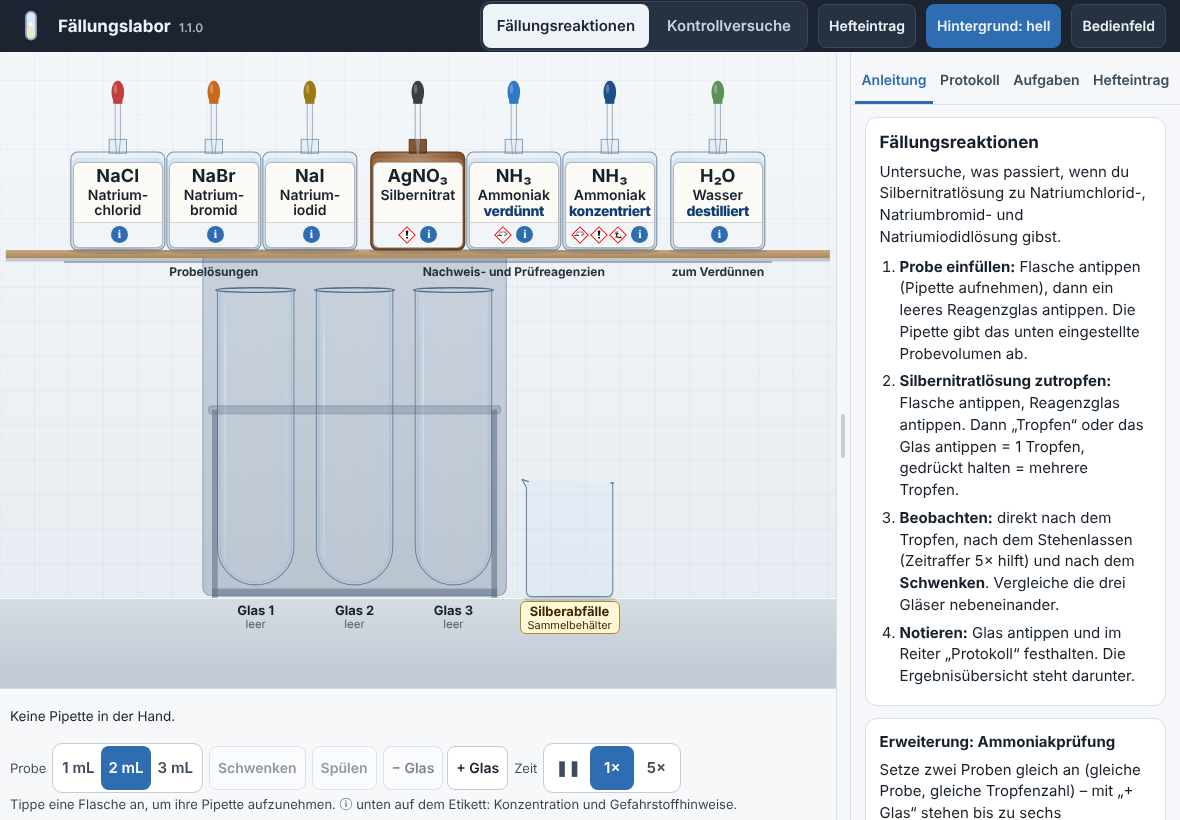 Fällungslabor 1.1.0
Fällungsreaktionen
Kontrollversuche
Hefteintrag
Hintergrund: hell
Bedienfeld
Anleitung
Protokoll
Aufgaben
Hefteintrag
NaCl
Natrium-
chlorid
i
NaBr
Natrium-
bromid
i
NaI
Natrium-
iodid
i
AgNO₃
Silbernitrat
i
NH₃
Ammoniak
verdünnt
i
NH₃
Ammoniak
konzentriert
i
H₂O
Wasser
destilliert
i
Probelösungen
Nachweis- und Prüfreagenzien
zum Verdünnen
Glas 1
leer
Glas 2
leer
Glas 3
leer
Silberabfälle
Sammelbehälter
Keine Pipette in der Hand.
Probe
1 mL
2 mL
3 mL
Schwenken
Spülen
− Glas
+ Glas
Zeit
1×
5×
Tippe eine Flasche an, um ihre Pipette aufzunehmen. ⓘ unten auf dem Etikett: Konzentration und Gefahrstoffhinweise.
Fällungsreaktionen
Untersuche, was passiert, wenn du
Silbernitratlösung zu Natriumchlorid-,
Natriumbromid- und
Natriumiodidlösung gibst.
1. Probe einfüllen: Flasche antippen
(Pipette aufnehmen), dann ein
leeres Reagenzglas antippen. Die
Pipette gibt das unten eingestellte
Probevolumen ab.
2. Silbernitratlösung zutropfen:
Flasche antippen, Reagenzglas
antippen. Dann „Tropfen“ oder das
Glas antippen = 1 Tropfen,
gedrückt halten = mehrere
Tropfen.
3. Beobachten: direkt nach dem
Tropfen, nach dem Stehenlassen
(Zeitraffer 5× hilft) und nach dem
Schwenken. Vergleiche die drei
Gläser nebeneinander.
4. Notieren: Glas antippen und im
Reiter „Protokoll“ festhalten. Die
Ergebnisübersicht steht darunter.
Erweiterung: Ammoniakprüfung
Setze zwei Proben gleich an (gleiche
Probe, gleiche Tropfenzahl) – mit „+
Glas“ stehen bis zu sechs